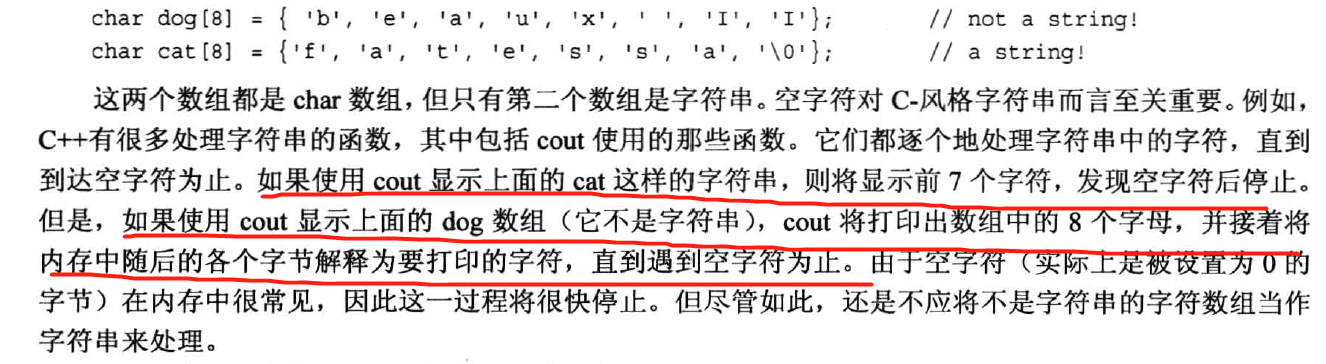 char dog[8] = { 'b', 'e', 'a', 'u', 'x', ' ', 'I', 'I'}; // not a string!
char cat[8] = {'f', 'a', 't', 'e', 's', 's', 'a', '\0'}; // a string!
这两个数组都是 char 数组，但只有第二个数组是字符串。空字符对 C-风格字符串而言至关重要。例如，
C++有很多处理字符串的函数，其中包括 cout 使用的那些函数。它们都逐个地处理字符串中的字符，直到
到达空字符为止。如果使用 cout 显示上面的 cat 这样的字符串，则将显示前 7 个字符，发现空字符后停止。
但是，如果使用 cout 显示上面的 dog 数组（它不是字符串），cout 将打印出数组中的 8 个字母，并接着将
内存中随后的各个字节解释为要打印的字符，直到遇到空字符为止。由于空字符（实际上是被设置为 0 的
字节）在内存中很常见，因此这一过程将很快停止。但尽管如此，还是不应将不是字符串的字符数组当作
字符串来处理。